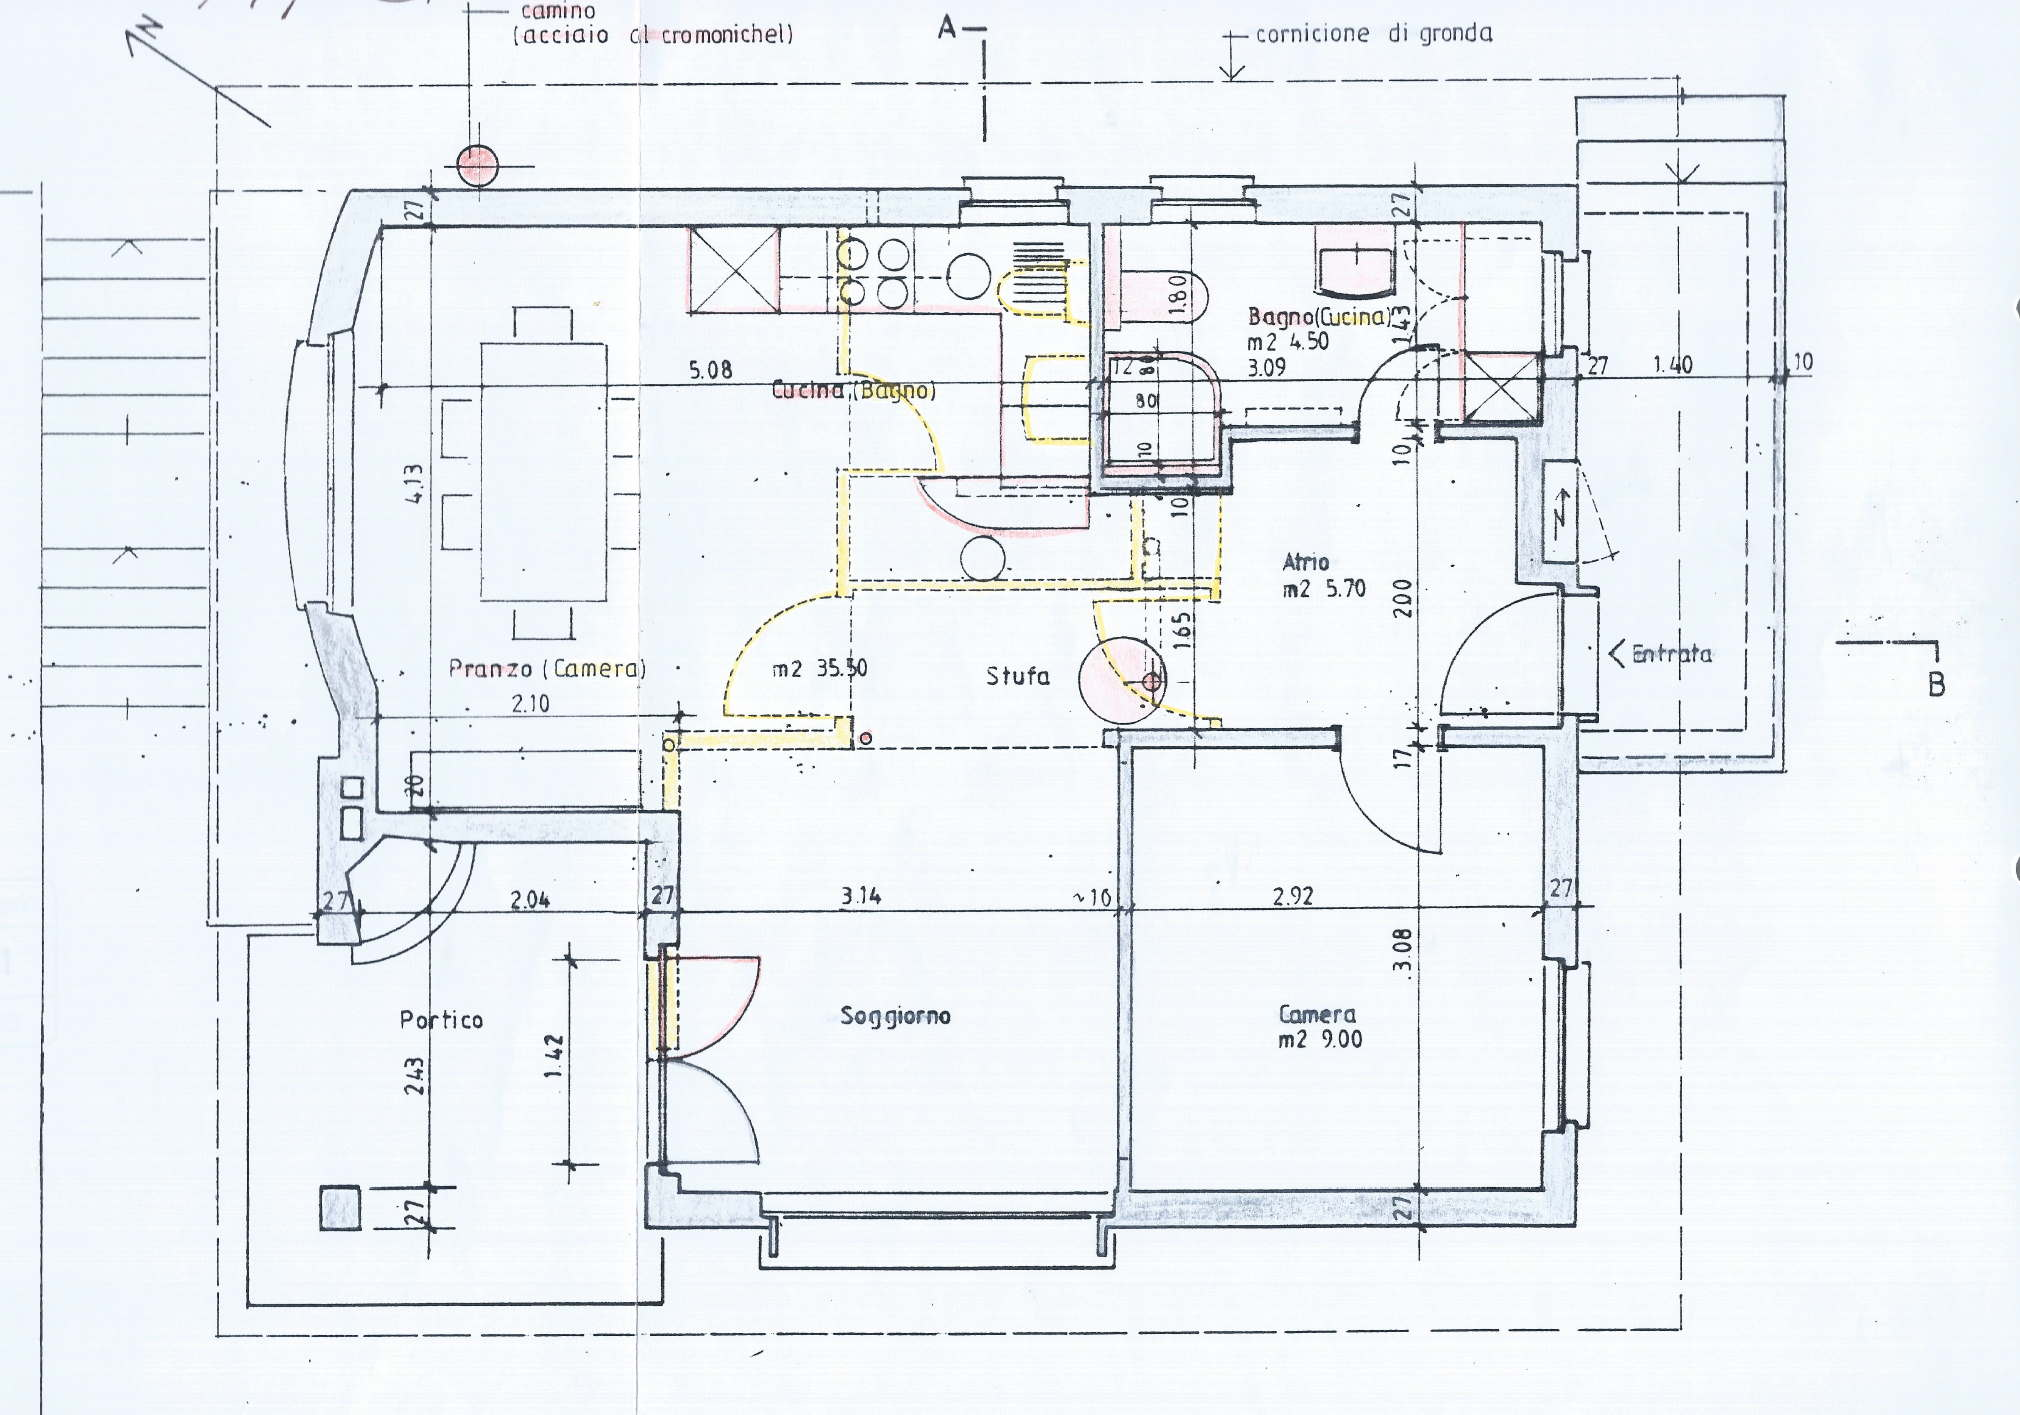 N
camino
(acciaio al cromonichel)
A
cornicione di gronda
27
27
1.80
Bagno(Cucina)
m2 4.50
3.09
1.43
5.08
Cucina (Bagno)
12
80
80
10
27
1.40
10
10
4.13
10
Atrio
m2 5.70
200
1.65
Pranzo (Camera)
2.10
m2 35.50
Stufa
< Entrata
B
20
17
27
2.04
27
3.14
~10
2.92
27
3.08
Portico
Soggiorno
Camera
m2 9.00
243
1.42
27
27